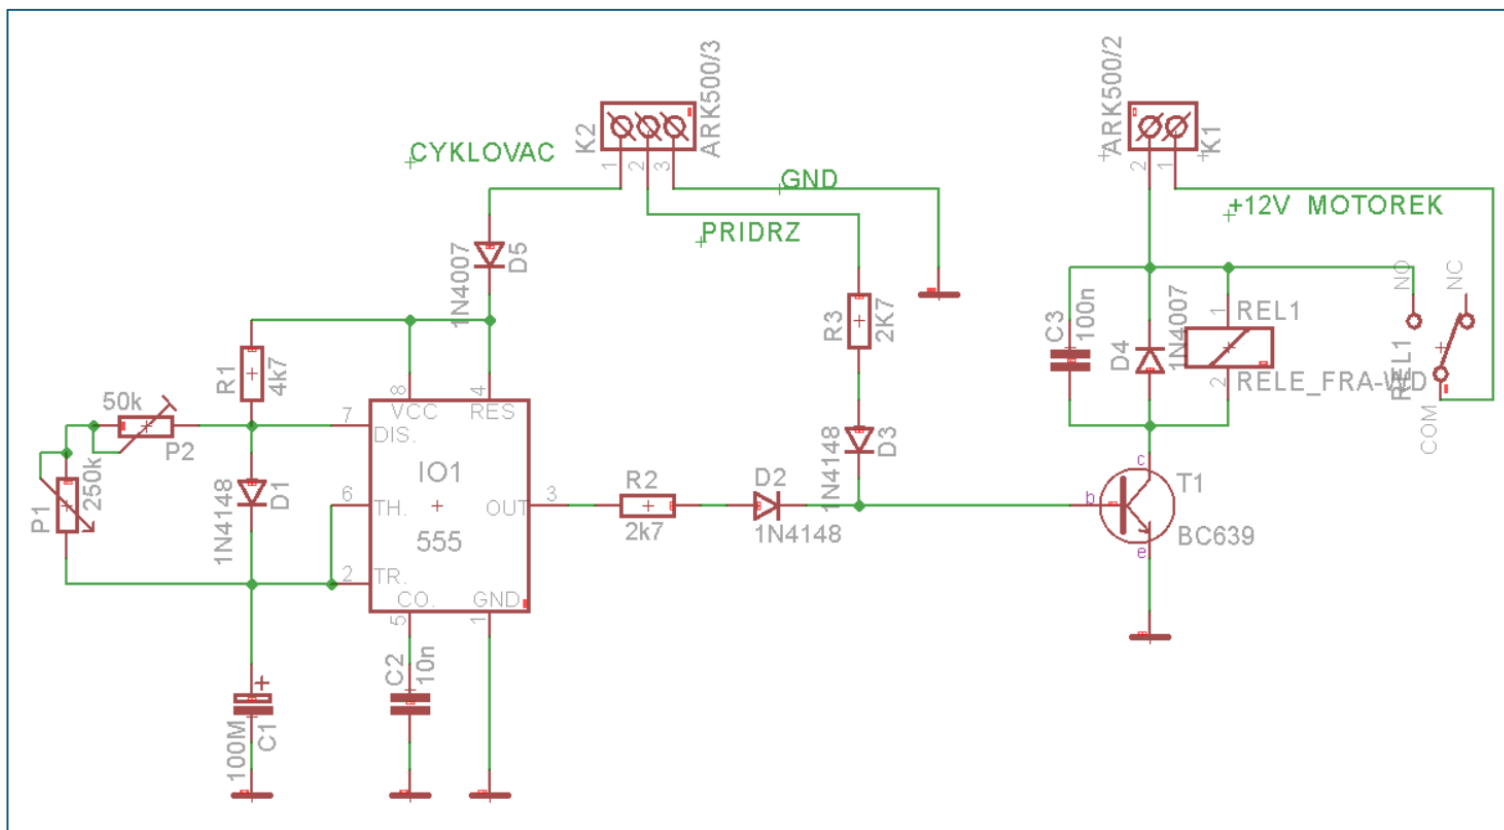 ARK500/3
K2
1
2
3
CYKLOVAC
GND
PRIDRZ
ARK500/2
K1
2
1
+12V MOTOREK
1N4007
D5
R3
2K7
C3
100n
D4
1N4007
1
REL1
2
RELE_FRA-WD
NO
NC
REL1
COM
R1
4k7
50k
P2
P1
250k
1N4148
D1
8
4
VCC
RES
7
DIS.
IO1
6
TH.
OUT
3
555
2
TR.
CO.
GND
5
1
R2
2k7
D2
1N4148
1N4148
D3
c
b
e
T1
BC639
+
100M
C1
C2
10n